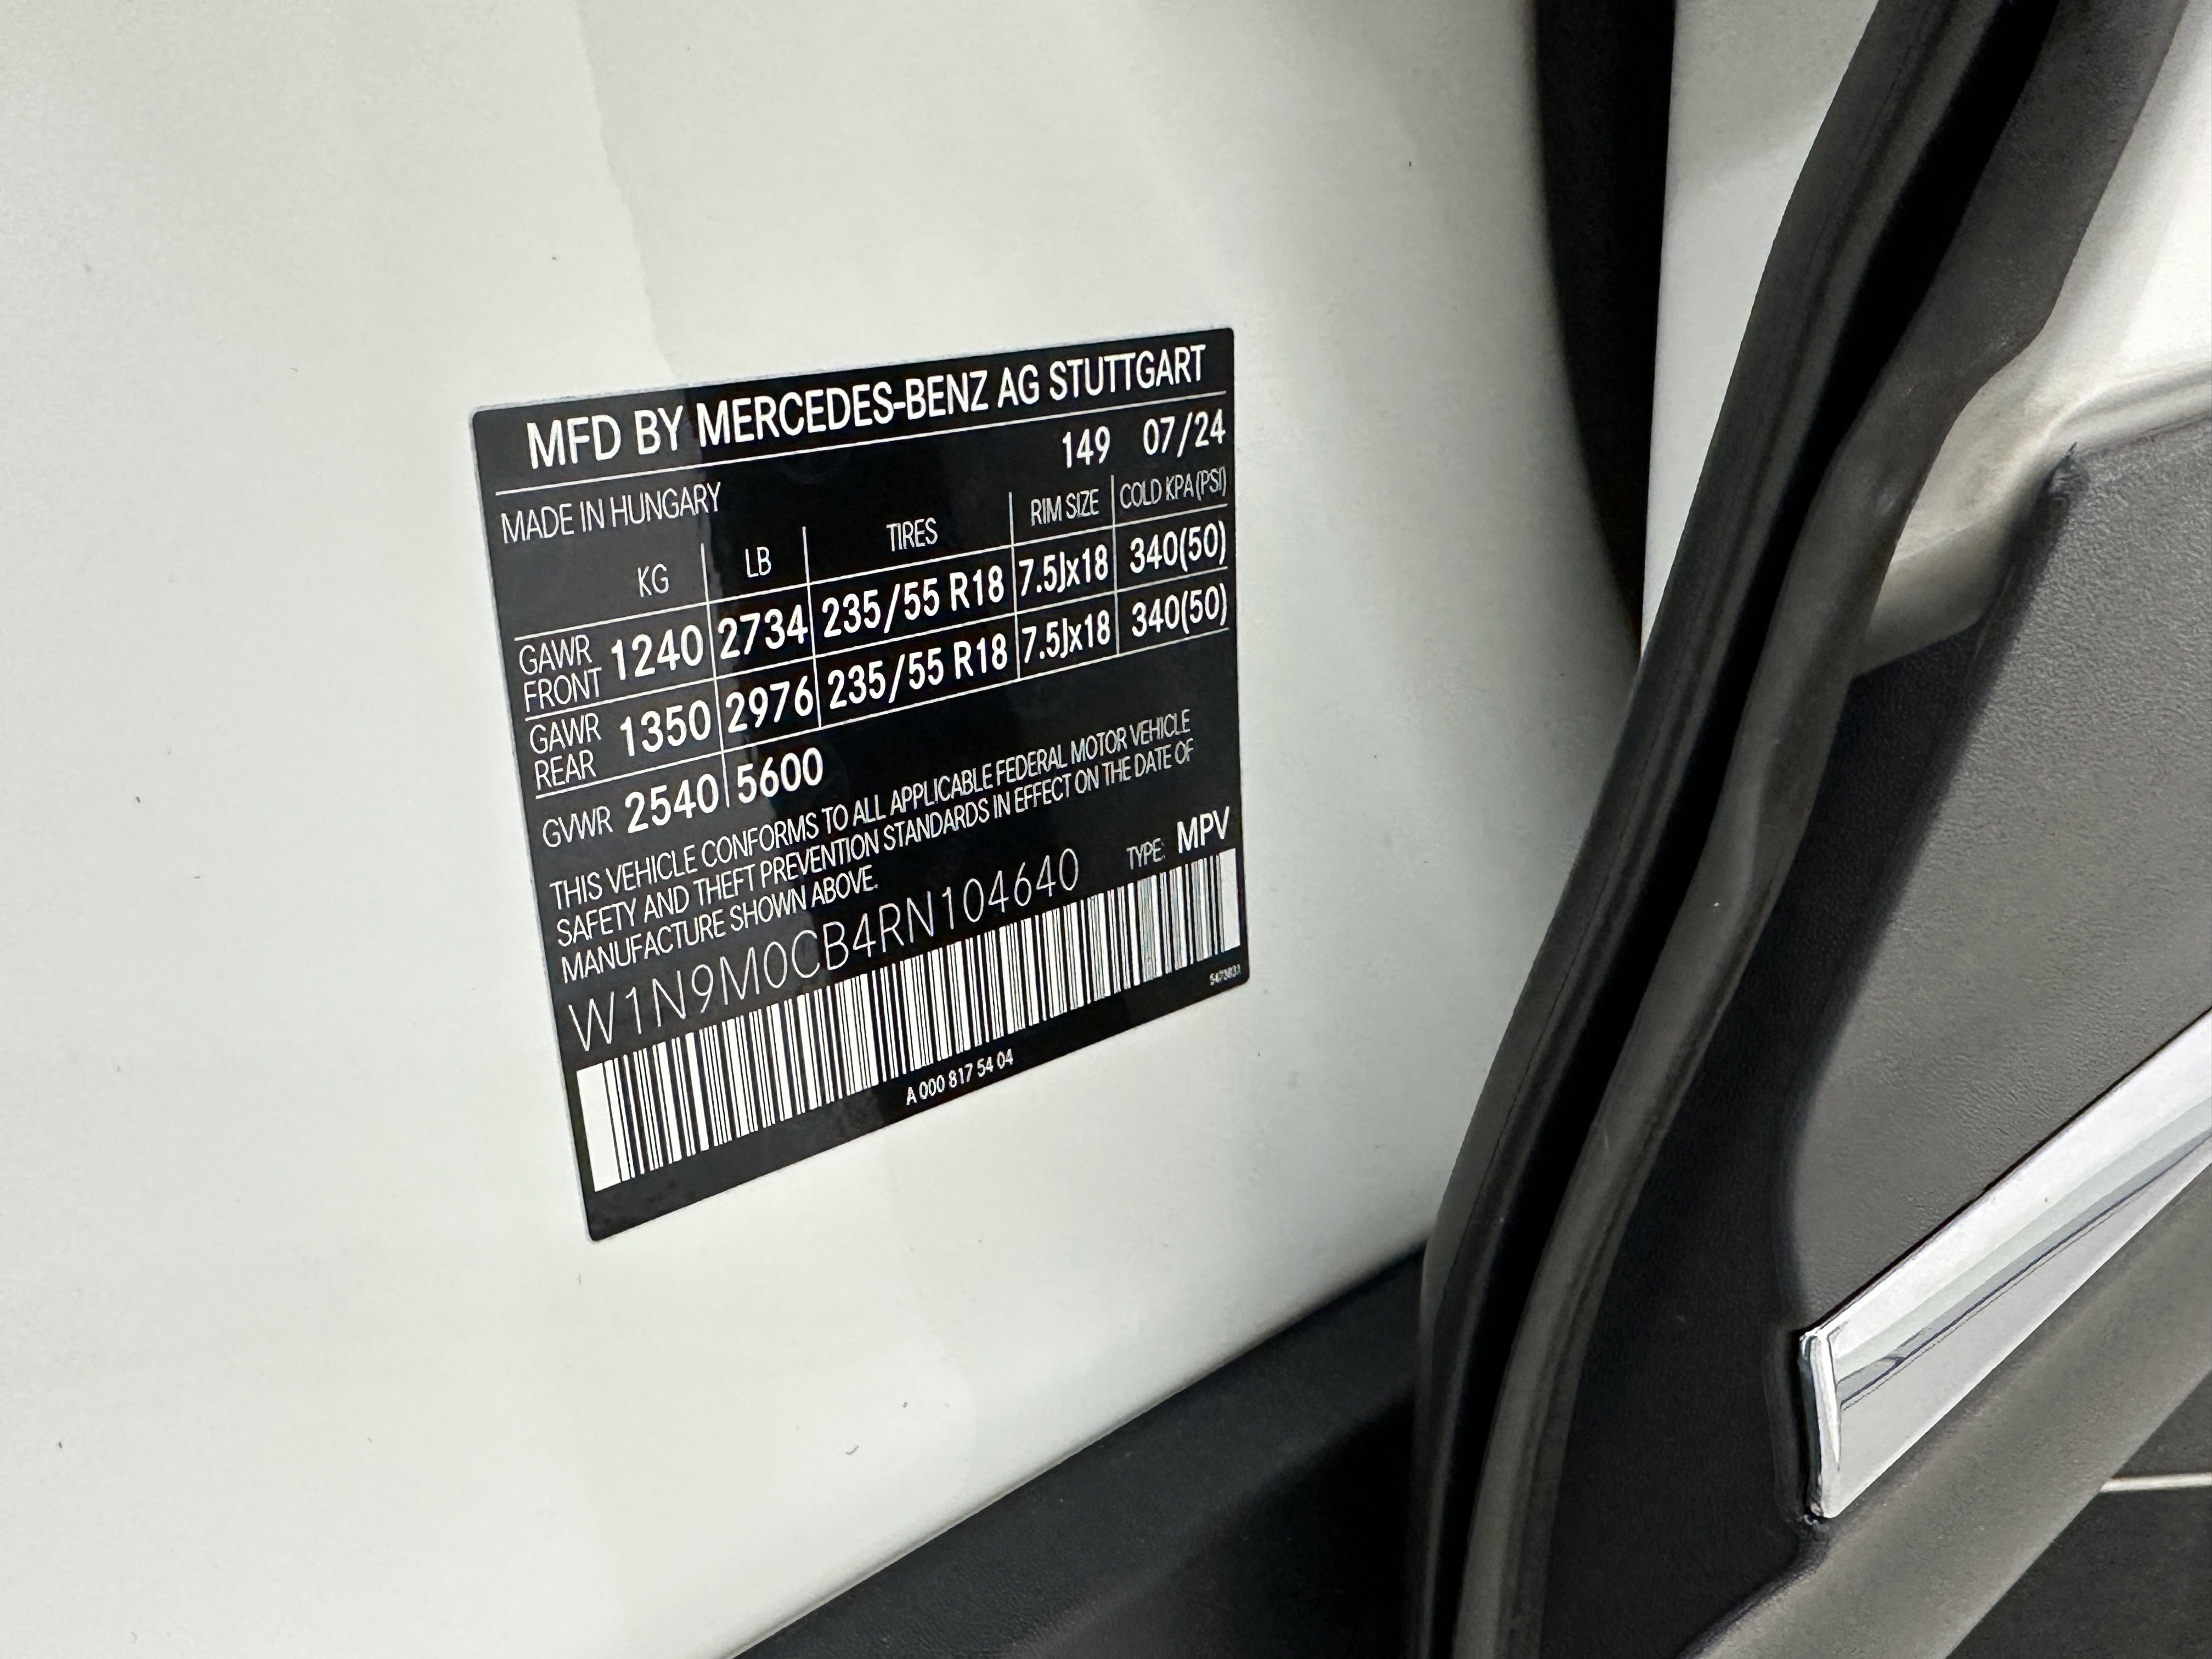 MFD BY MERCEDES-BENZ AG STUTTGART
149 07/24
MADE IN HUNGARY
KG LB TIRES RIM SIZE COLD KPA (PSI)
GAWR FRONT 1240 2734 235/55 R18 7.5Jx18 340(50)
GAWR REAR 1350 2976 235/55 R18 7.5Jx18 340(50)
GVWR 2540 5600
THIS VEHICLE CONFORMS TO ALL APPLICABLE FEDERAL MOTOR VEHICLE
SAFETY AND THEFT PREVENTION STANDARDS IN EFFECT ON THE DATE OF
MANUFACTURE SHOWN ABOVE.
W1N9M0CB4RN104640 TYPE: MPV
A 000 817 54 04